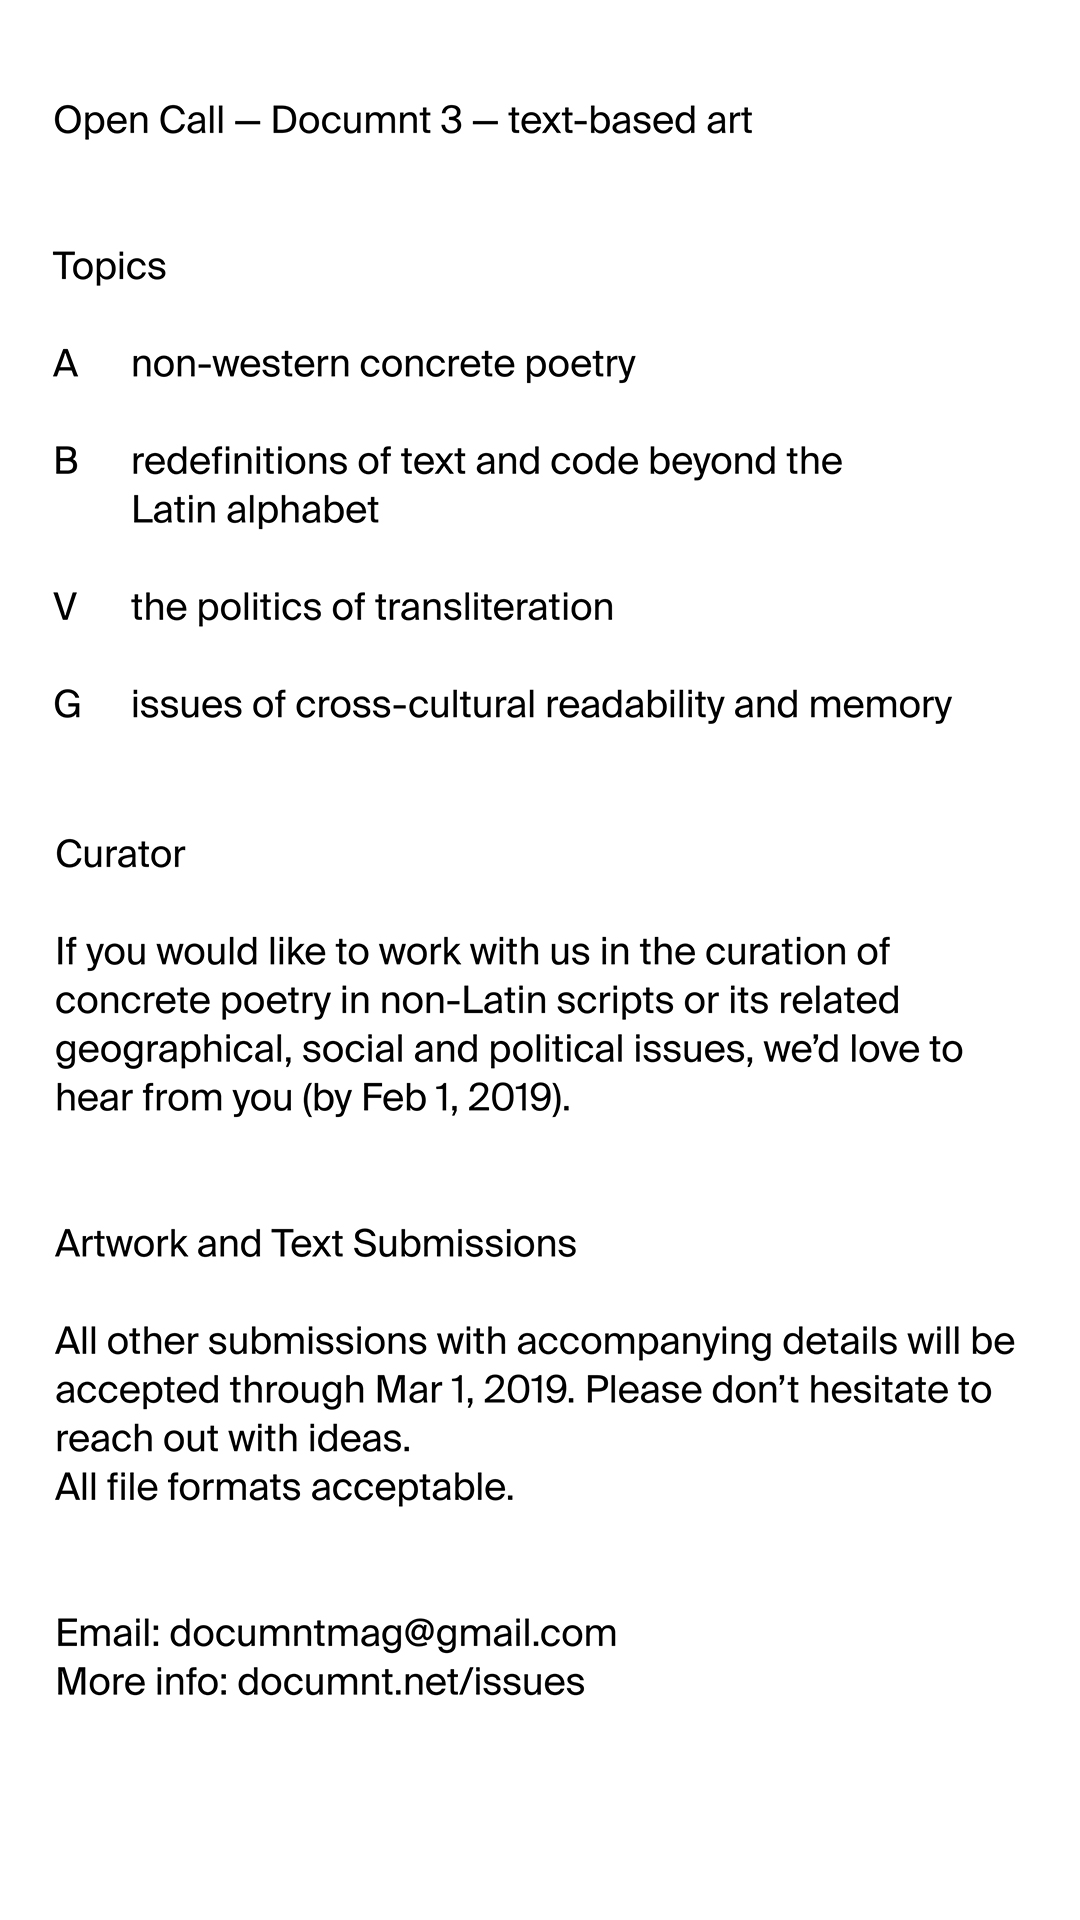 Open Call — Documnt 3 — text-based art
Topics
A non-western concrete poetry
B redefinitions of text and code beyond the
Latin alphabet
V the politics of transliteration
G issues of cross-cultural readability and memory
Curator
If you would like to work with us in the curation of
concrete poetry in non-Latin scripts or its related
geographical, social and political issues, we’d love to
hear from you (by Feb 1, 2019).
Artwork and Text Submissions
All other submissions with accompanying details will be
accepted through Mar 1, 2019. Please don’t hesitate to
reach out with ideas.
All file formats acceptable.
Email: documntmag@gmail.com
More info: documnt.net/issues